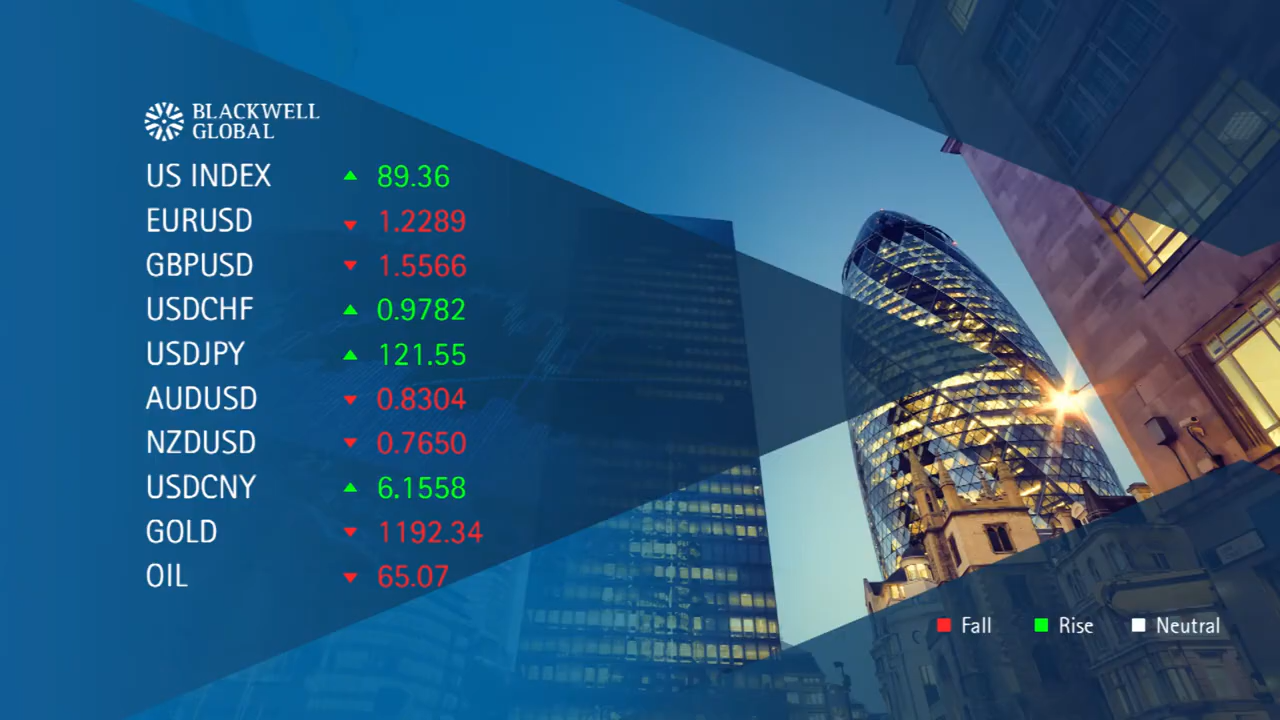 BLACKWELL
GLOBAL
US INDEX ▲ 89.36
EURUSD ▼ 1.2289
GBPUSD ▼ 1.5566
USDCHF ▲ 0.9782
USDJPY ▲ 121.55
AUDUSD ▼ 0.8304
NZDUSD ▼ 0.7650
USDCNY ▲ 6.1558
GOLD ▼ 1192.34
OIL ▼ 65.07
Fall Rise Neutral